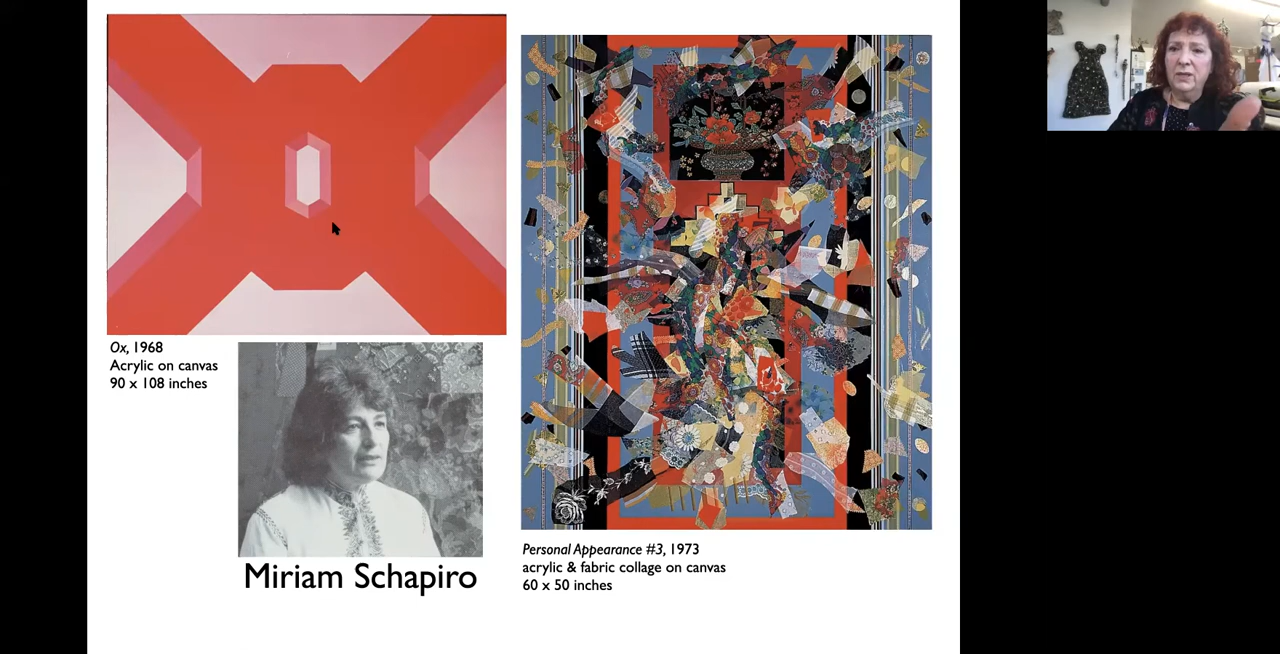 Ox, 1968
Acrylic on canvas
90 x 108 inches
Miriam Schapiro
Personal Appearance #3, 1973
acrylic & fabric collage on canvas
60 x 50 inches